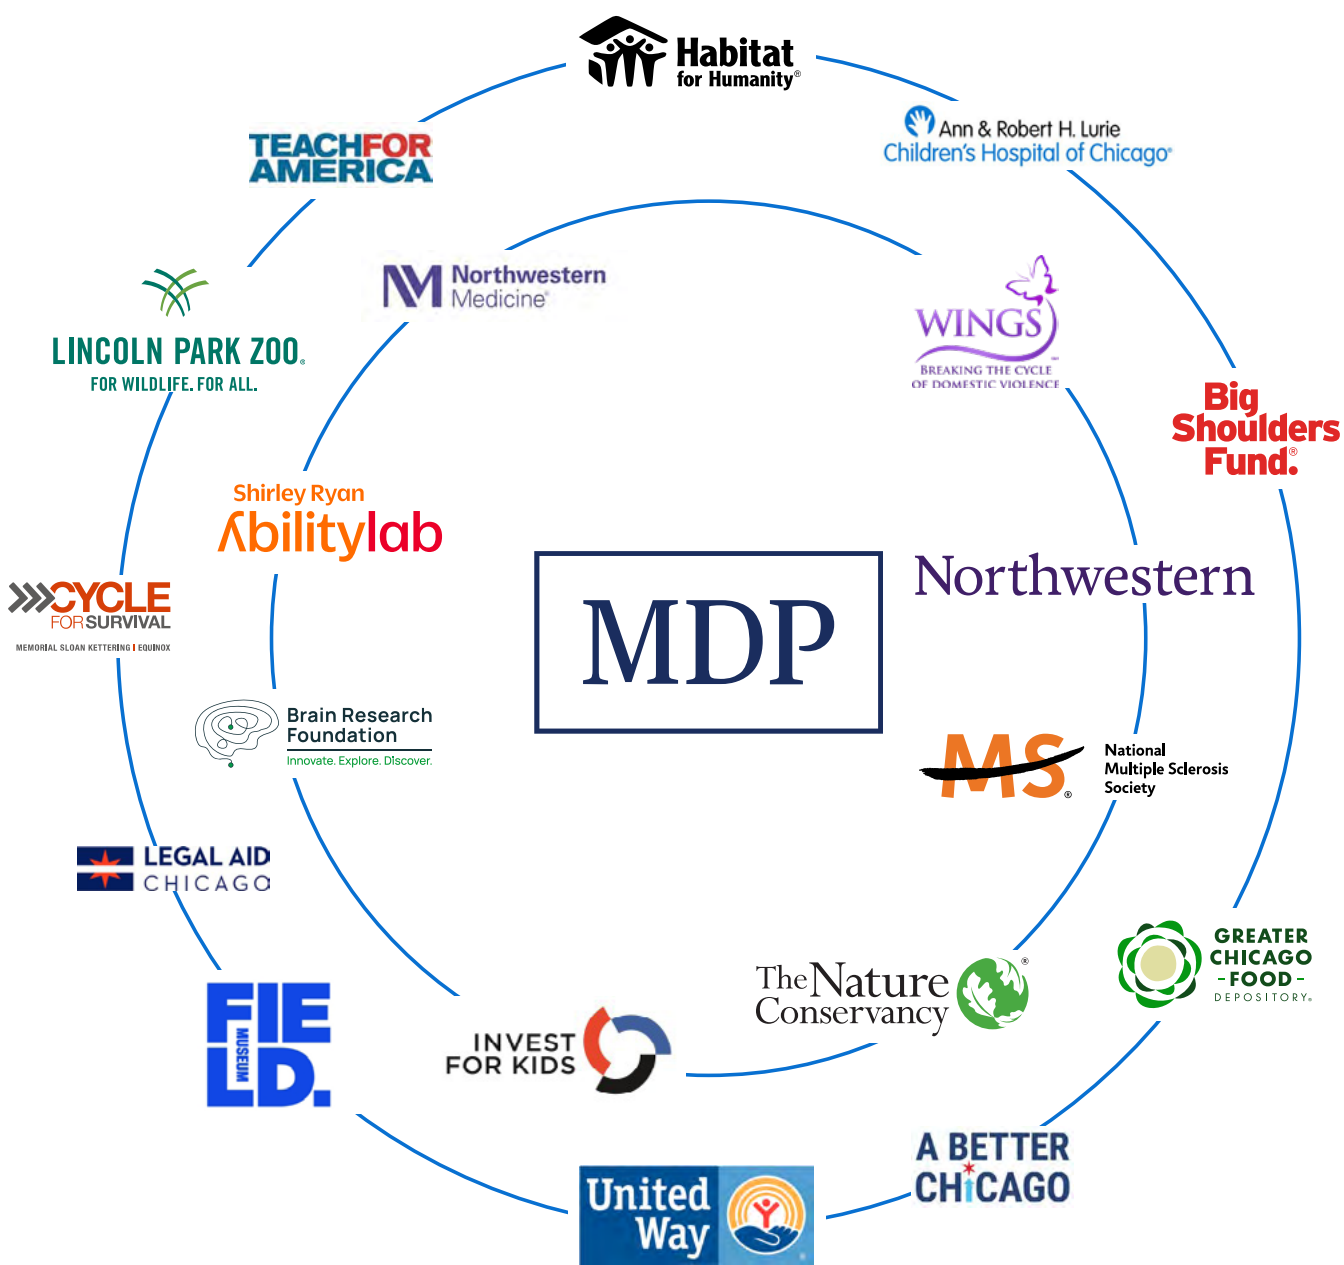 Habitat
for Humanity®
Ann & Robert H. Lurie
Children's Hospital of Chicago®
TEACHFOR
AMERICA
Northwestern
Medicine®
WINGS
SM
BREAKING THE CYCLE
OF DOMESTIC VIOLENCE
LINCOLN PARK ZOO®
FOR WILDLIFE. FOR ALL.
Big
Shoulders
Fund.®
Shirley Ryan
Abilitylab
Northwestern
CYCLE
FOR SURVIVAL
MEMORIAL SLOAN KETTERING | EQUINOX
MDP
Brain Research
Foundation
Innovate. Explore. Discover.
MS®
National
Multiple Sclerosis
Society
LEGAL AID
CHICAGO
GREATER
CHICAGO
-FOOD-
DEPOSITORY®
The Nature
Conservancy®
FIE
LD.
MUSEUM
INVEST
FOR KIDS
A BETTER
CHiCAGO
United
Way®